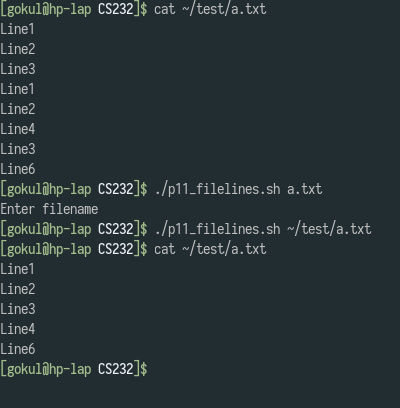 [gokul@hp-lap CS232]$ cat ~/test/a.txt
Line1
Line2
Line3
Line1
Line2
Line4
Line3
Line6
[gokul@hp-lap CS232]$ ./p11_filelines.sh a.txt
Enter filename
[gokul@hp-lap CS232]$ ./p11_filelines.sh ~/test/a.txt
[gokul@hp-lap CS232]$ cat ~/test/a.txt
Line1
Line2
Line3
Line4
Line6
[gokul@hp-lap CS232]$